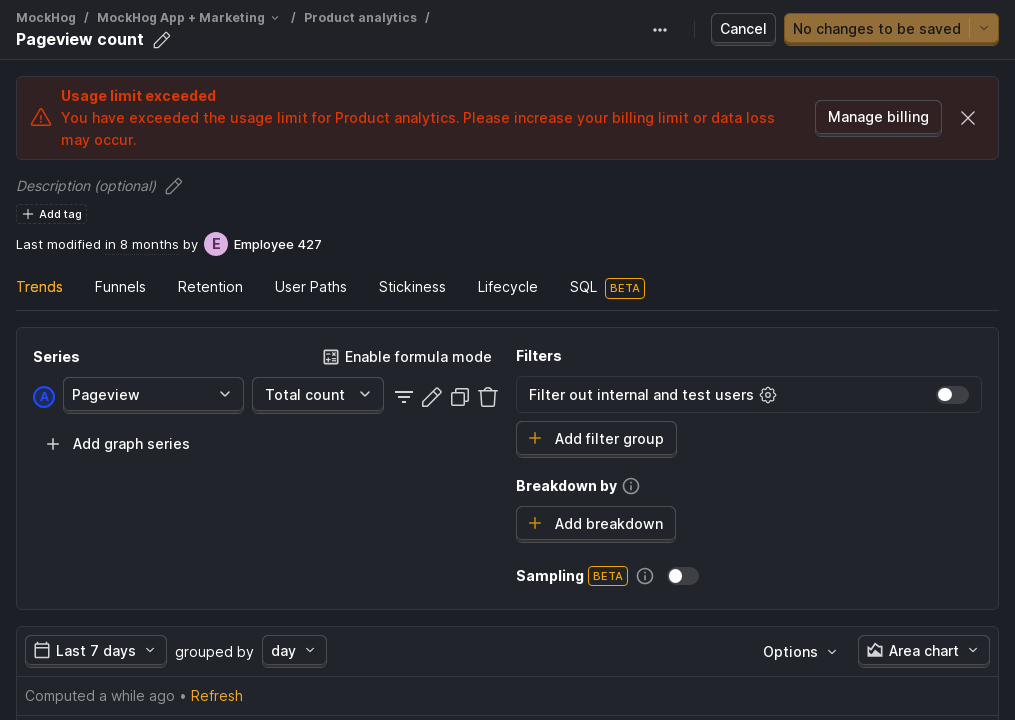 MockHog / MockHog App + Marketing / Product analytics /
Pageview count
Cancel
No changes to be saved
Usage limit exceeded
You have exceeded the usage limit for Product analytics. Please increase your billing limit or data loss
may occur.
Manage billing
Description (optional)
Add tag
Last modified in 8 months by E Employee 427
Trends Funnels Retention User Paths Stickiness Lifecycle SQL BETA
Series
Enable formula mode
A Pageview Total count
Add graph series
Filters
Filter out internal and test users
Add filter group
Breakdown by
Add breakdown
Sampling BETA
Last 7 days grouped by day
Options Area chart
Computed a while ago • Refresh